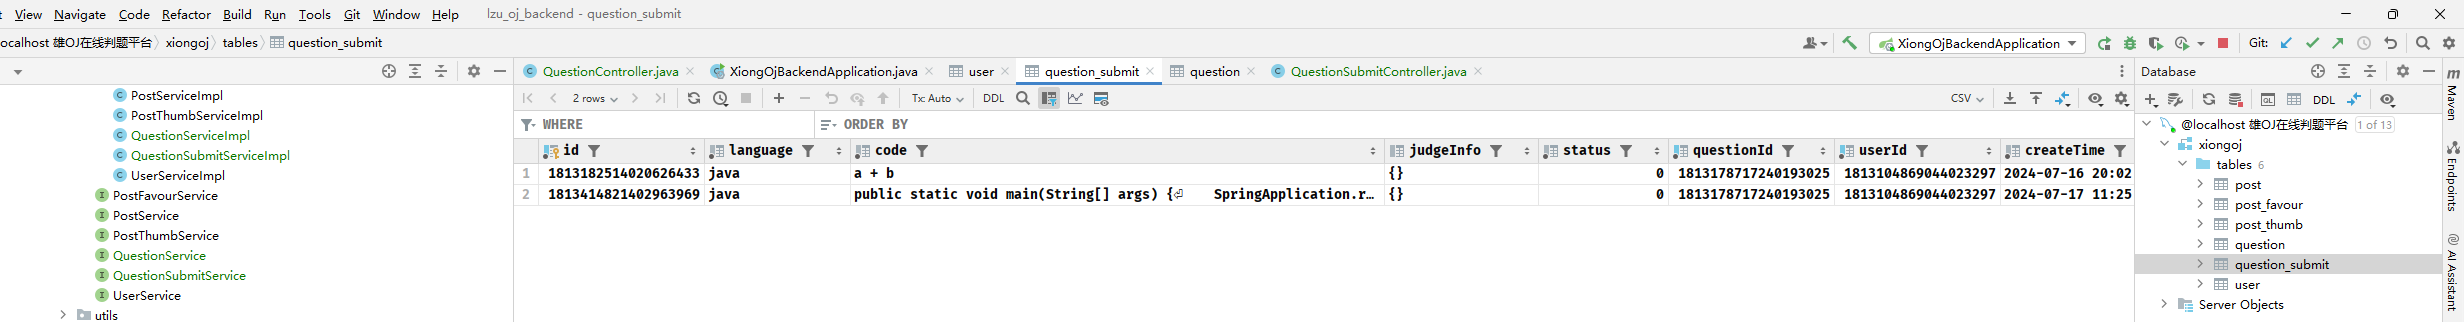 View Navigate Code Refactor Build Run Tools Git Window Help lzu_oj_backend - question_submit
ocalhost 雄OJ在线判题平台 xiongoj tables question_submit XiongOjBackendApplication Git:
QuestionController.java XiongOjBackendApplication.java user question_submit question QuestionSubmitController.java Database
2 rows Tx: Auto DDL CSV DDL
WHERE ORDER BY
id language code judgeInfo status questionId userId createTime
1 1813182514020626433 java a + b {} 0 1813178717240193025 1813104869044023297 2024-07-16 20:02
2 1813414821402963969 java public static void main(String[] args) {⏎ SpringApplication.r… {} 0 1813178717240193025 1813104869044023297 2024-07-17 11:25
PostServiceImpl
PostThumbServiceImpl
QuestionServiceImpl
QuestionSubmitServiceImpl
UserServiceImpl
PostFavourService
PostService
PostThumbService
QuestionService
QuestionSubmitService
UserService
utils
@localhost 雄OJ在线判题平台 1 of 13
xiongoj
tables 6
post
post_favour
post_thumb
question
question_submit
user
Server Objects
Maven
Endpoints
AI Assistant